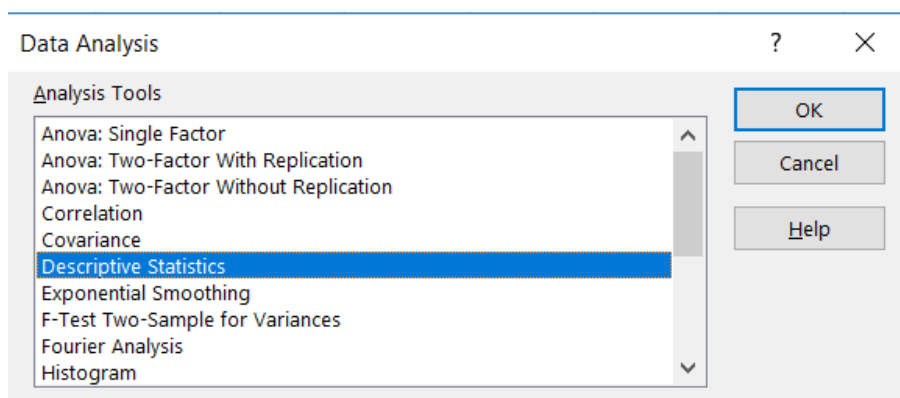 Data Analysis ? ×
Analysis Tools
Anova: Single Factor
Anova: Two-Factor With Replication
Anova: Two-Factor Without Replication
Correlation
Covariance
Descriptive Statistics
Exponential Smoothing
F-Test Two-Sample for Variances
Fourier Analysis
Histogram
OK
Cancel
Help